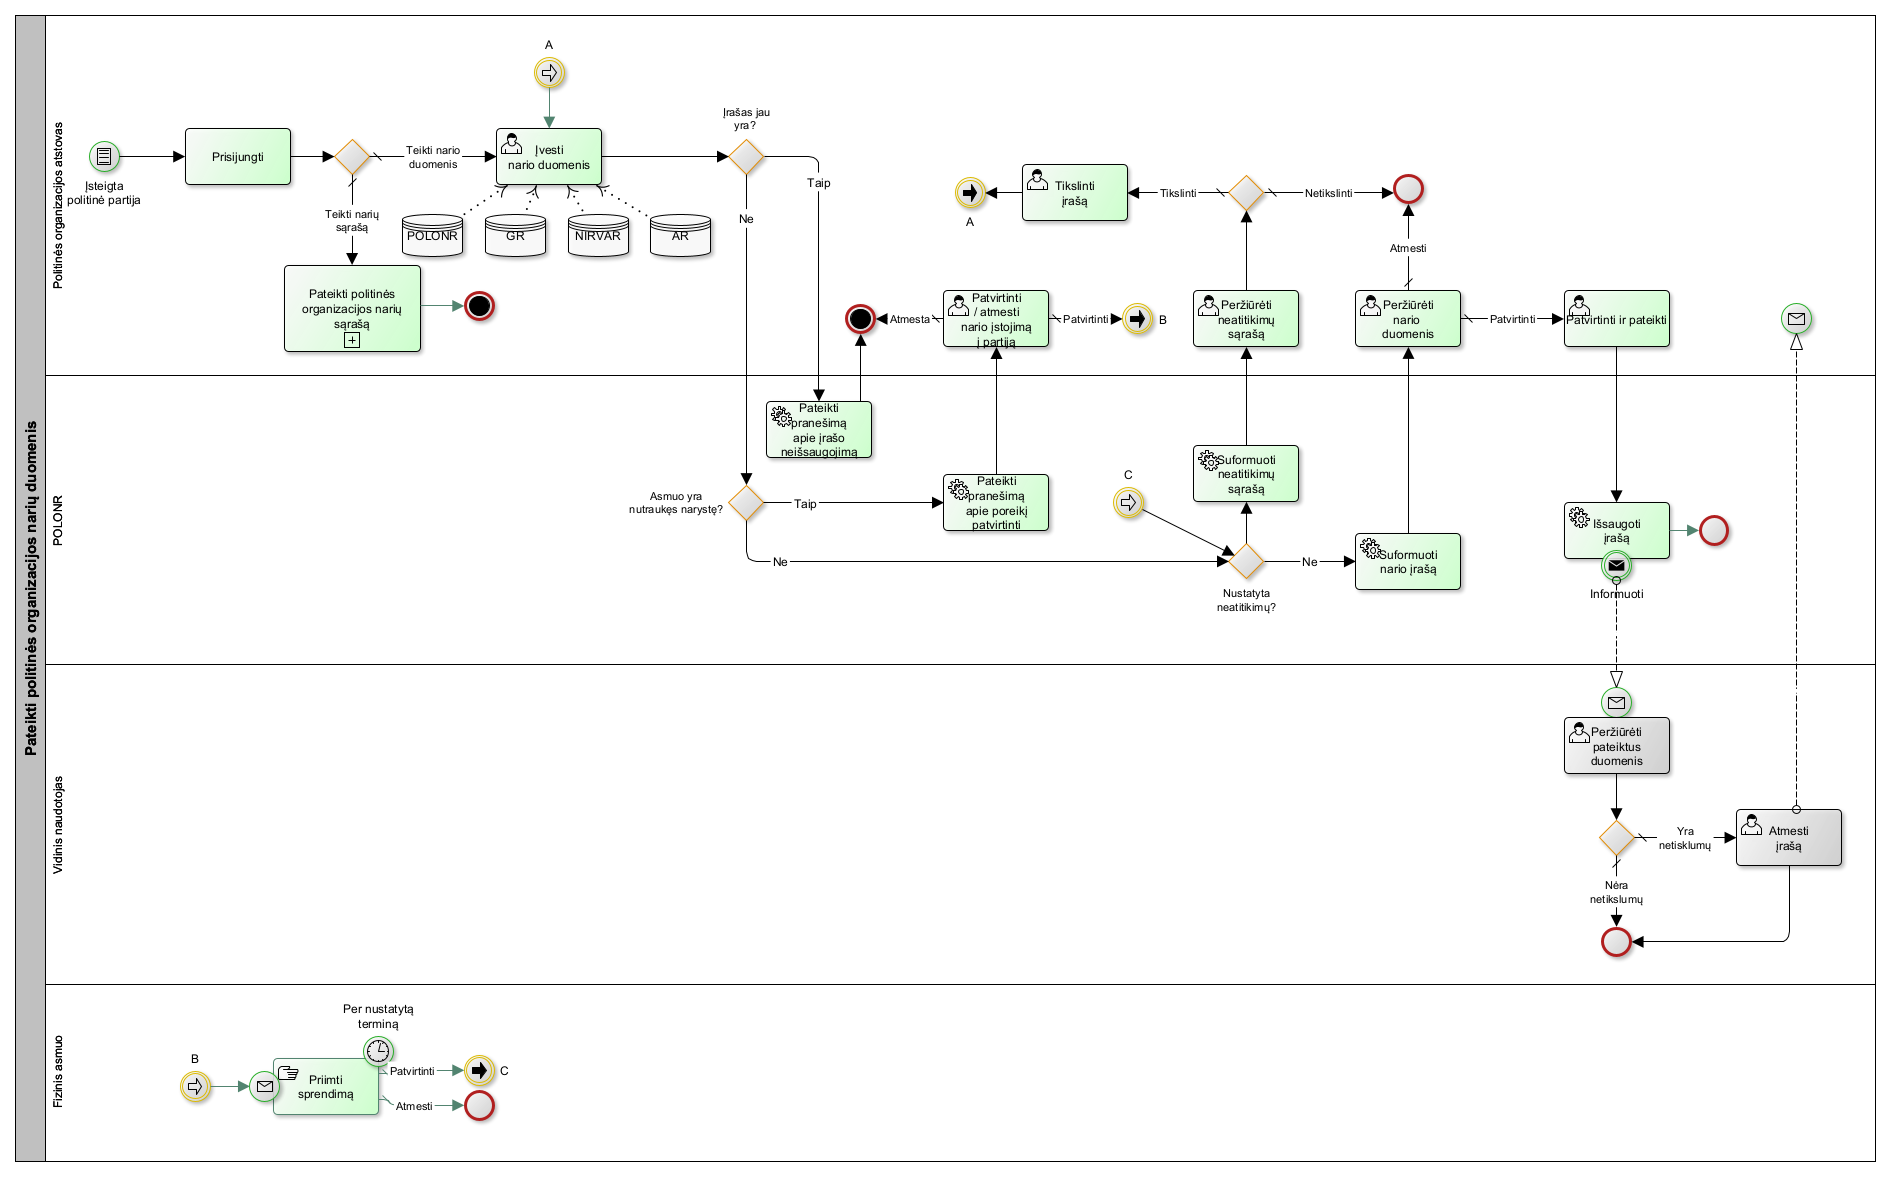 Pateikti politinės organizacijos narių duomenis
Politinės organizacijos atstovas
A
Įsteigta
politinė partija
Prisijungti
Teikti nario
duomenis
Teikti narių
sąrašą
Pateikti politinės
organizacijos narių
sąrašą
Įvesti
nario duomenis
POLONR
GR
NIRVAR
AR
Įrašas jau
yra?
Taip
Ne
Atmesta
Patvirtinti
/ atmesti
nario įstojimą
į partiją
Patvirtinti
B
A
Tikslinti
įrašą
Tikslinti
Netikslinti
Peržiūrėti
neatitikimų
sąrašą
Atmesti
Peržiūrėti
nario
duomenis
Patvirtinti
Patvirtinti ir pateikti
POLONR
Pateikti
pranešimą
apie įrašo
neišsaugojimą
Asmuo yra
nutraukęs narystę?
Taip
Ne
Pateikti
pranešimą
apie poreikį
patvirtinti
C
Suformuoti
neatitikimų
sąrašą
Nustatyta
neatitikimų?
Ne
Suformuoti
nario įrašą
Išsaugoti
įrašą
Informuoti
Vidinis naudotojas
Peržiūrėti
pateiktus
duomenis
Yra
netisklumų
Atmesti
įrašą
Nėra
netikslumų
Fizinis asmuo
B
Per nustatytą
terminą
Priimti
sprendimą
Patvirtinti
C
Atmesti